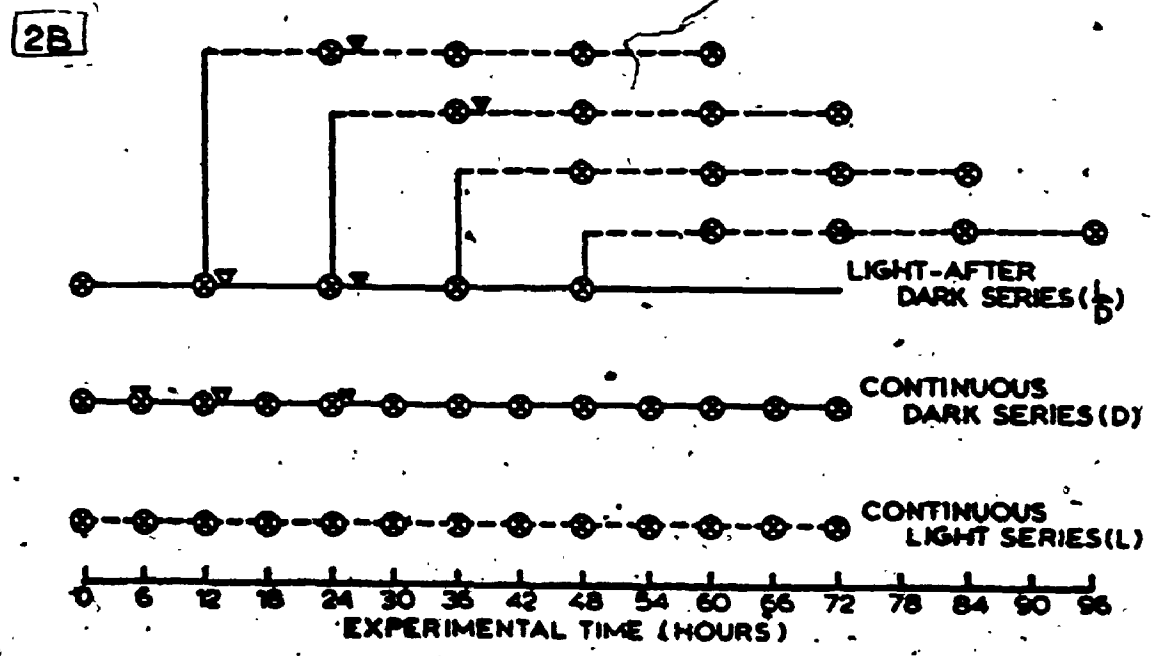 2B
LIGHT-AFTER
DARK SERIES (L/D)
CONTINUOUS
DARK SERIES (D)
CONTINUOUS
LIGHT SERIES (L)
0 6 12 18 24 30 36 42 48 54 60 66 72 78 84 90 96
EXPERIMENTAL TIME (HOURS)